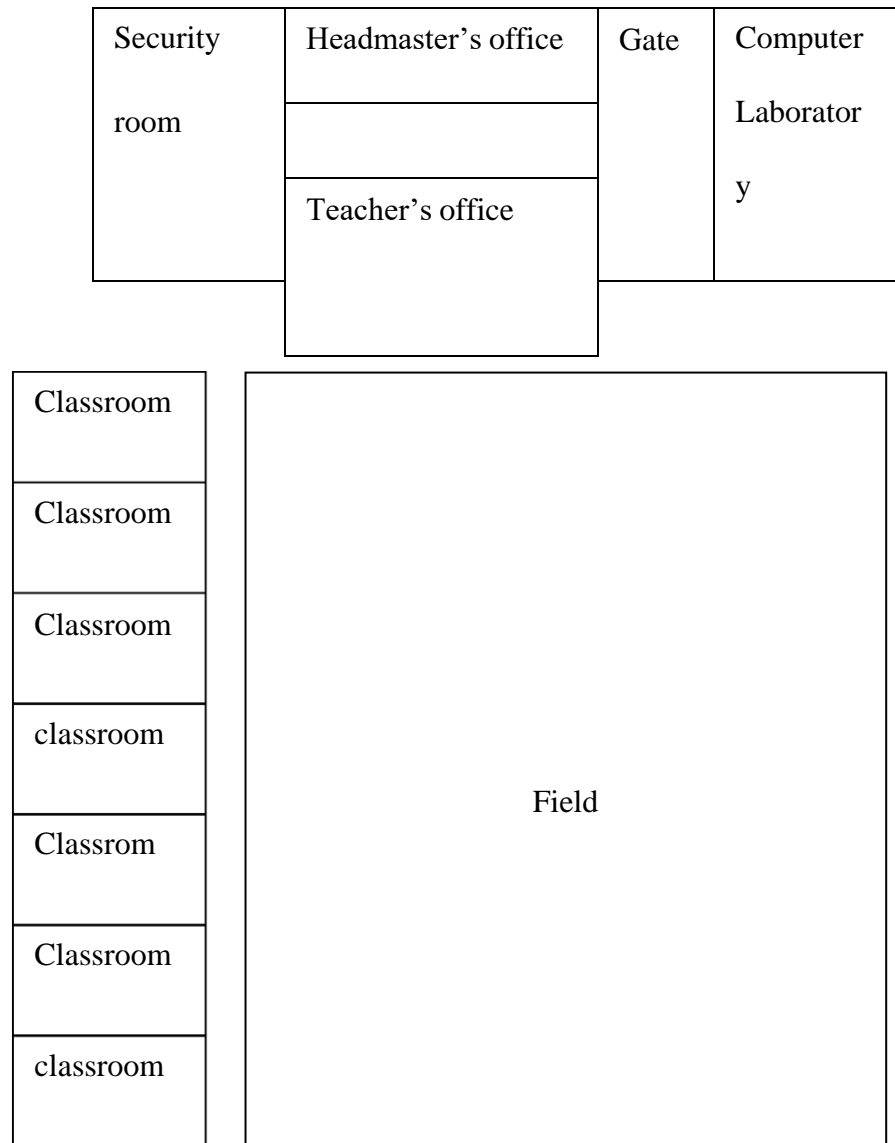 Security
room
Headmaster’s office
Teacher’s office
Gate
Computer
Laborator
y
Classroom
Classroom
Classroom
classroom
Classrom
Classroom
classroom
Field